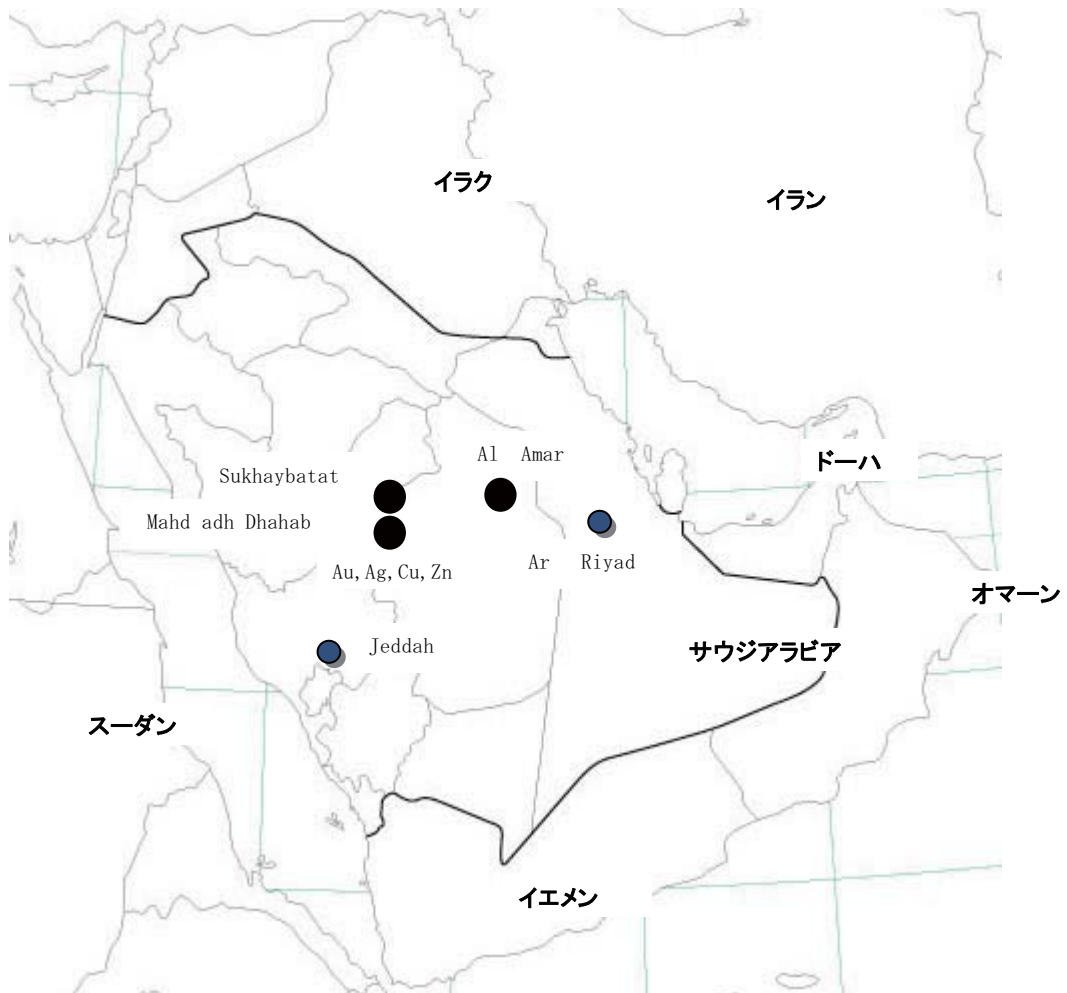 イラク
イラン
Al Amar
ドーハ
Sukhaybatat
Mahd adh Dhahab
Au,Ag,Cu,Zn
Ar Riyad
オマーン
Jeddah
サウジアラビア
スーダン
イエメン